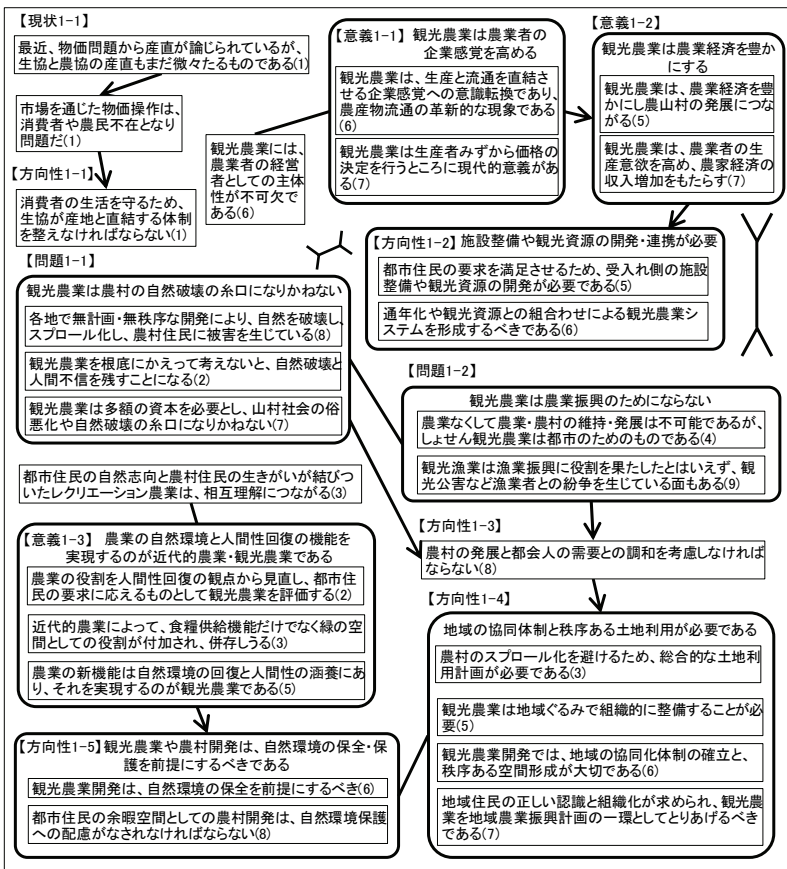 【現状1-1】
最近、物価問題から産直が論じられているが、
生協と農協の産直もまだ微々たるものである(1)
市場を通じた物価操作は、
消費者や農民不在となり
問題だ(1)
【方向性1-1】
消費者の生活を守るため、
生協が産地と直結する体制
を整えなければならない(1)
観光農業には、
農業者の経営
者としての主体
性が不可欠で
ある(6)
【意義1-1】 観光農業は農業者の
企業感覚を高める
観光農業は、生産と流通を直結させ
る企業感覚への意識転換であり、
農産物流通の革新的な現象である
(6)
観光農業は生産者みずから価格の
決定を行うところに現代的意義があ
る(7)
【意義1-2】
観光農業は農業経済を豊か
にする
観光農業は、農業経済を豊
かにし農山村の発展につな
がる(5)
観光農業は、農業者の生
産意欲を高め、農家経済の
収入増加をもたらす(7)
【方向性1-2】 施設整備や観光資源の開発・連携が必要
都市住民の要求を満足させるため、受入れ側の施設
整備や観光資源の開発が必要である(5)
通年化や観光資源との組合わせによる観光農業シ
ステムを形成するべきである(6)
【問題1-1】
観光農業は農村の自然破壊の糸口になりかねない
各地で無計画・無秩序な開発により、自然を破壊し、
スプロール化し、農村住民に被害を生じている(8)
観光農業を根底にかえって考えないと、自然破壊と
人間不信を残すことになる(2)
観光農業は多額の資本を必要とし、山村社会の俗
悪化や自然破壊の糸口になりかねない(7)
【問題1-2】
観光農業は農業振興のためにならない
農業なくして農業・農村の維持・発展は不可能であるが、
しょせん観光農業は都市のためのものである(4)
観光漁業は漁業振興に役割を果たしたとはいえず、観
光公害など漁業者との紛争を生じている面もある(9)
都市住民の自然志向と農村住民の生きがいが結びつ
いたレクリエーション農業は、相互理解につながる(3)
【意義1-3】 農業の自然環境と人間性回復の機能を
実現するのが近代的農業・観光農業である
農業の役割を人間性回復の観点から見直し、都市住
民の要求に応えるものとして観光農業を評価する(2)
近代的農業によって、食糧供給機能だけでなく緑の空
間としての役割が付加され、併存しうる(3)
農業の新機能は自然環境の回復と人間性の涵養にあ
り、それを実現するのが観光農業である(5)
【方向性1-3】
農村の発展と都会人の需要との調和を考慮しなければ
ならない(8)
【方向性1-4】
地域の協同体制と秩序ある土地利用が必要である
農村のスプロール化を避けるため、総合的な土地利
用計画が必要である(3)
観光農業は地域ぐるみで組織的に整備することが必
要(5)
観光農業開発では、地域の協同化体制の確立と、
秩序ある空間形成が大切である(6)
地域住民の正しい認識と組織化が求められ、観光農
業を地域農業振興計画の一環としてとりあげるべき
である(7)
【方向性1-5】観光農業や農村開発は、自然環境の保全・保
護を前提にするべきである
観光農業開発は、自然環境の保全を前提にするべき(6)
都市住民の余暇空間としての農村開発は、自然環境保護
への配慮がなされなければならない(8)